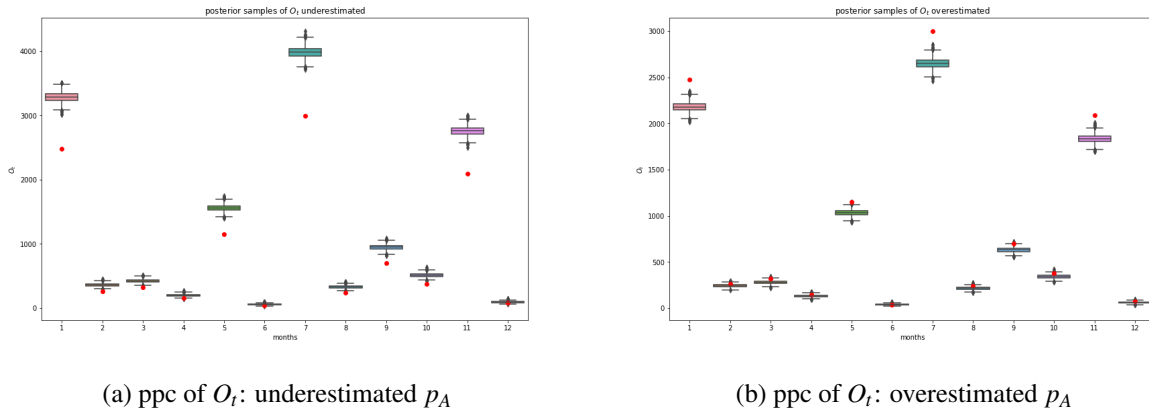 posterior samples of O_t underestimated
4000
3000
2000
1000
0
O_t
1 2 3 4 5 6 7 8 9 10 11 12
months
(a) ppc of O_t: underestimated p_A
posterior samples of O_t overestimated
3000
2500
2000
1500
1000
500
0
O_t
1 2 3 4 5 6 7 8 9 10 11 12
months
(b) ppc of O_t: overestimated p_A